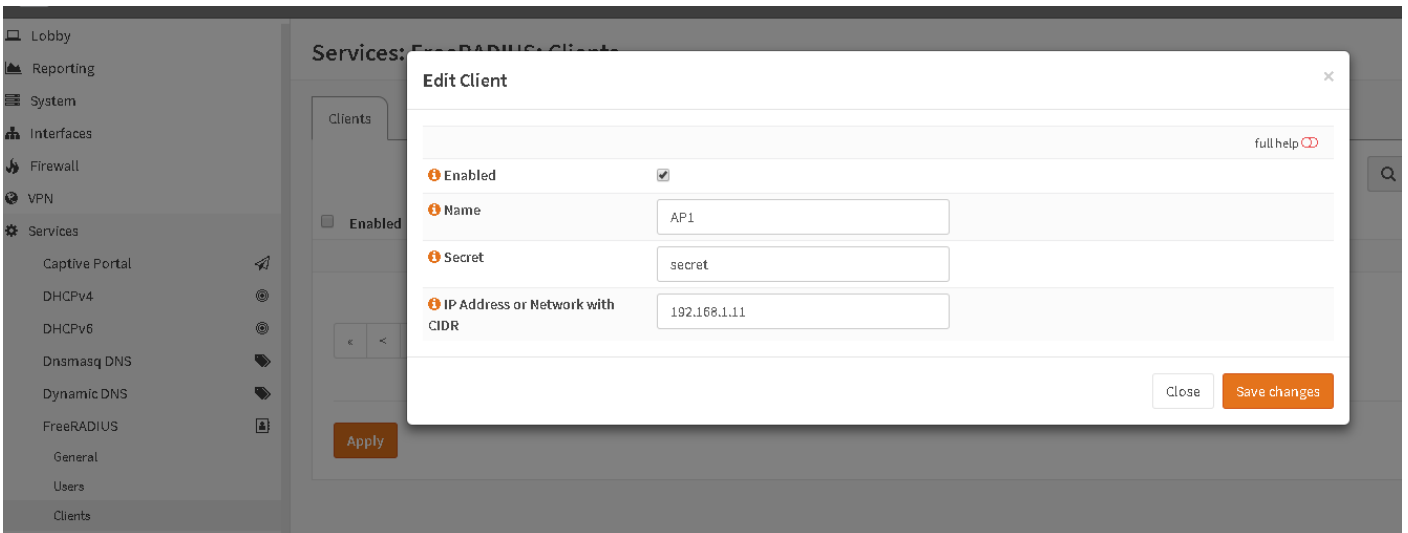 Lobby
Reporting
System
Interfaces
Firewall
VPN
Services
Captive Portal
DHCPv4
DHCPv6
Dnsmasq DNS
Dynamic DNS
FreeRADIUS
General
Users
Clients
Services: FreeRADIUS: Clients
Clients
Enabled
« <
Apply
Edit Client ×
full help
Enabled
Name AP1
Secret secret
IP Address or Network with
CIDR
192.168.1.11
Close Save changes